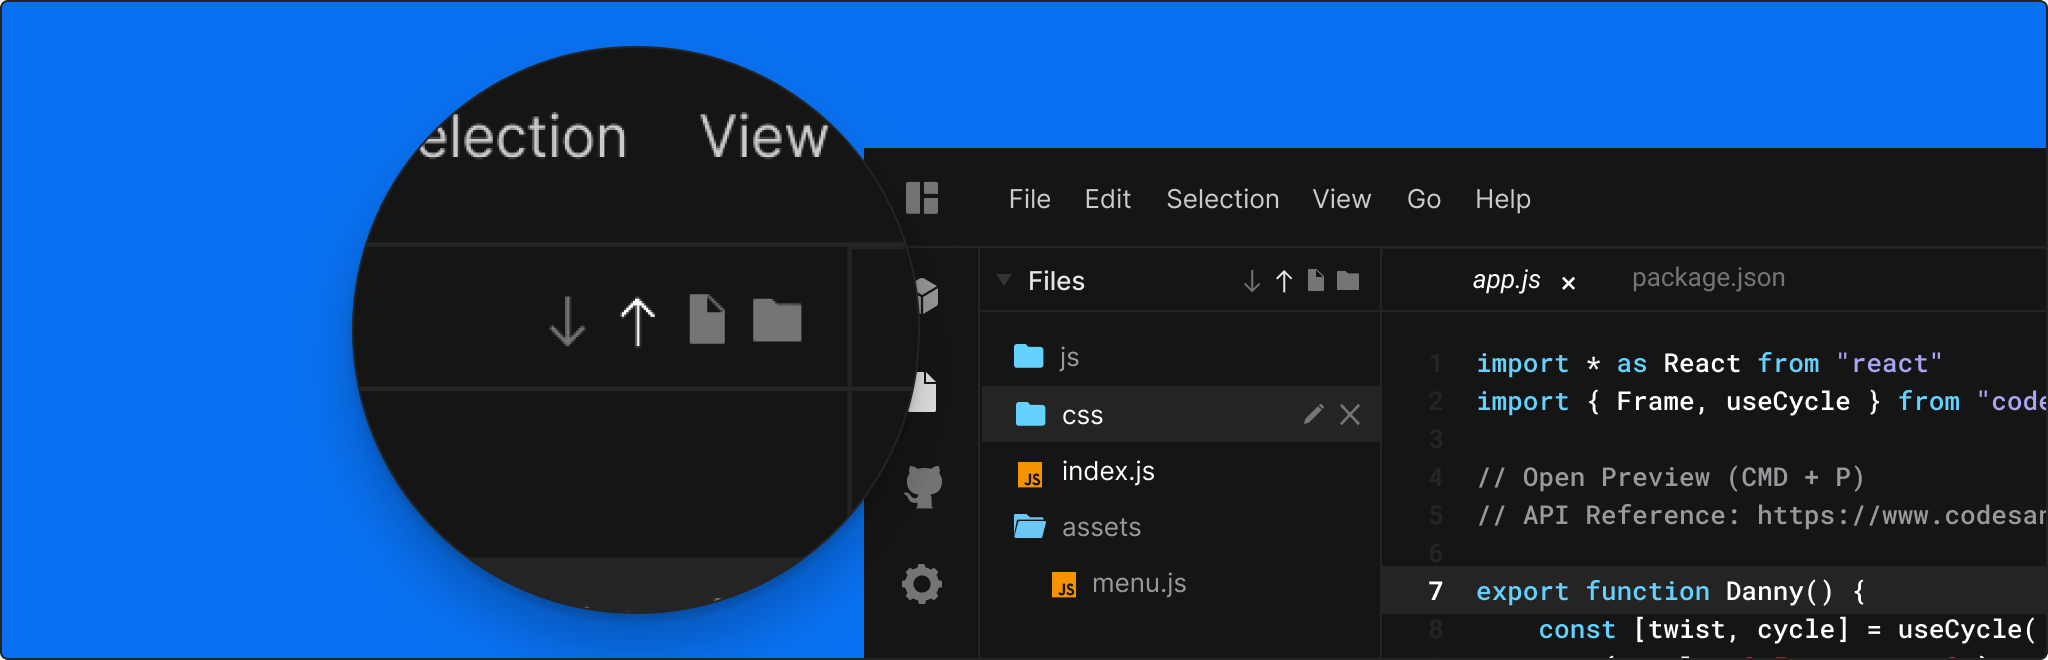 election View
File Edit Selection View Go Help
Files
app.js × package.json
js
css
JS index.js
assets
JS menu.js
1 import * as React from "react"
2 import { Frame, useCycle } from "code
3
4 // Open Preview (CMD + P)
5 // API Reference: https://www.codesan
6
7 export function Danny() {
8 const [twist, cycle] = useCycle(